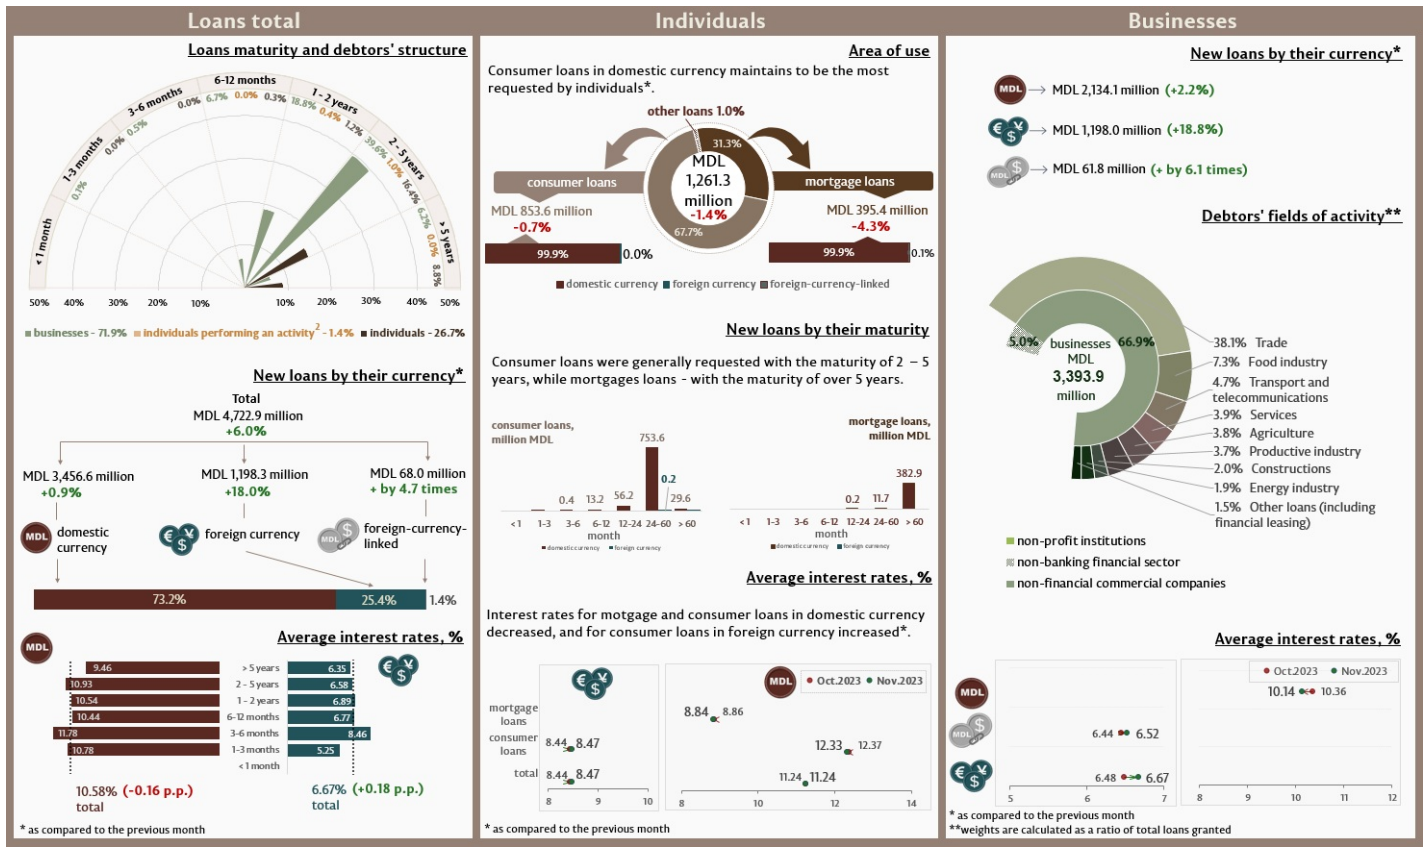 Loans total
Loans maturity and debtors' structure
< 1 month
1-3 months
3-6 months
6-12 months
1 - 2 years
2 - 5 years
> 5 years
0.1%
0.0%
0.5%
0.0%
6.7%
0.0%
0.3%
18.8%
0.4%
1.2%
39.6%
1.0%
16.4%
6.2%
0.0%
8.8%
50% 40% 30% 20% 10% 10% 20% 30% 40% 50%
businesses - 71.9% individuals performing an activity2 - 1.4% individuals - 26.7%
New loans by their currency*
Total
MDL 4,722.9 million
+6.0%
MDL 3,456.6 million
+0.9%
MDL 1,198.3 million
+18.0%
MDL 68.0 million
+ by 4.7 times
MDL
domestic
currency
€ ¥ $
foreign currency
MDL $
foreign-currency-
linked
73.2% 25.4% 1.4%
Average interest rates, %
MDL
€ ¥ $
9.46 > 5 years 6.35
10.93 2 - 5 years 6.58
10.54 1 - 2 years 6.89
10.44 6-12 months 6.77
11.78 3-6 months 8.46
10.78 1-3 months 5.25
<1 month
10.58% (-0.16 p.p.)
total
6.67% (+0.18 p.p.)
total
* as compared to the previous month
Individuals
Area of use
Consumer loans in domestic currency maintains to be the most
requested by individuals*.
other loans 1.0%
31.3%
MDL
1,261.3
million
-1.4%
67.7%
consumer loans
MDL 853.6 million
-0.7%
99.9% 0.0%
mortgage loans
MDL 395.4 million
-4.3%
99.9% 0.1%
domestic currency foreign currency foreign-currency-linked
New loans by their maturity
Consumer loans were generally requested with the maturity of 2 – 5
years, while mortgages loans - with the maturity of over 5 years.
consumer loans,
million MDL
0.4 13.2 56.2 753.6 0.2 29.6
< 1 1-3 3-6 6-12 12-24 24-60 > 60
month
domestic currency foreign currency
mortgage loans,
million MDL
0.2 11.7 382.9
< 1 1-3 3-6 6-12 12-24 24-60 > 60
month
domestic currency foreign currency
Average interest rates, %
Interest rates for motgage and consumer loans in domestic currency
decreased, and for consumer loans in foreign currency increased*.
€ ¥ $
MDL
Oct.2023 Nov.2023
mortgage
loans
8.84 8.86
consumer
loans
8.44 8.47
12.33 12.37
total
8.44 8.47
11.24 11.24
8 9 10
8 10 12 14
* as compared to the previous month
Businesses
New loans by their currency*
MDL
MDL 2,134.1 million (+2.2%)
€ ¥ $
MDL 1,198.0 million (+18.8%)
MDL $
MDL 61.8 million (+ by 6.1 times)
Debtors' fields of activity**
5.0%
businesses
MDL
3,393.9
million
66.9%
38.1% Trade
7.3% Food industry
4.7% Transport and
telecommunications
3.9% Services
3.8% Agriculture
3.7% Productive industry
2.0% Constructions
1.9% Energy industry
1.5% Other loans (including
financial leasing)
non-profit institutions
non-banking financial sector
non-financial commercial companies
Average interest rates, %
Oct.2023 Nov.2023
MDL
10.14 10.36
MDL $
6.44 6.52
€ ¥ $
6.48 6.67
5 6 7
8 9 10 11 12
* as compared to the previous month
**weights are calculated as a ratio of total loans granted